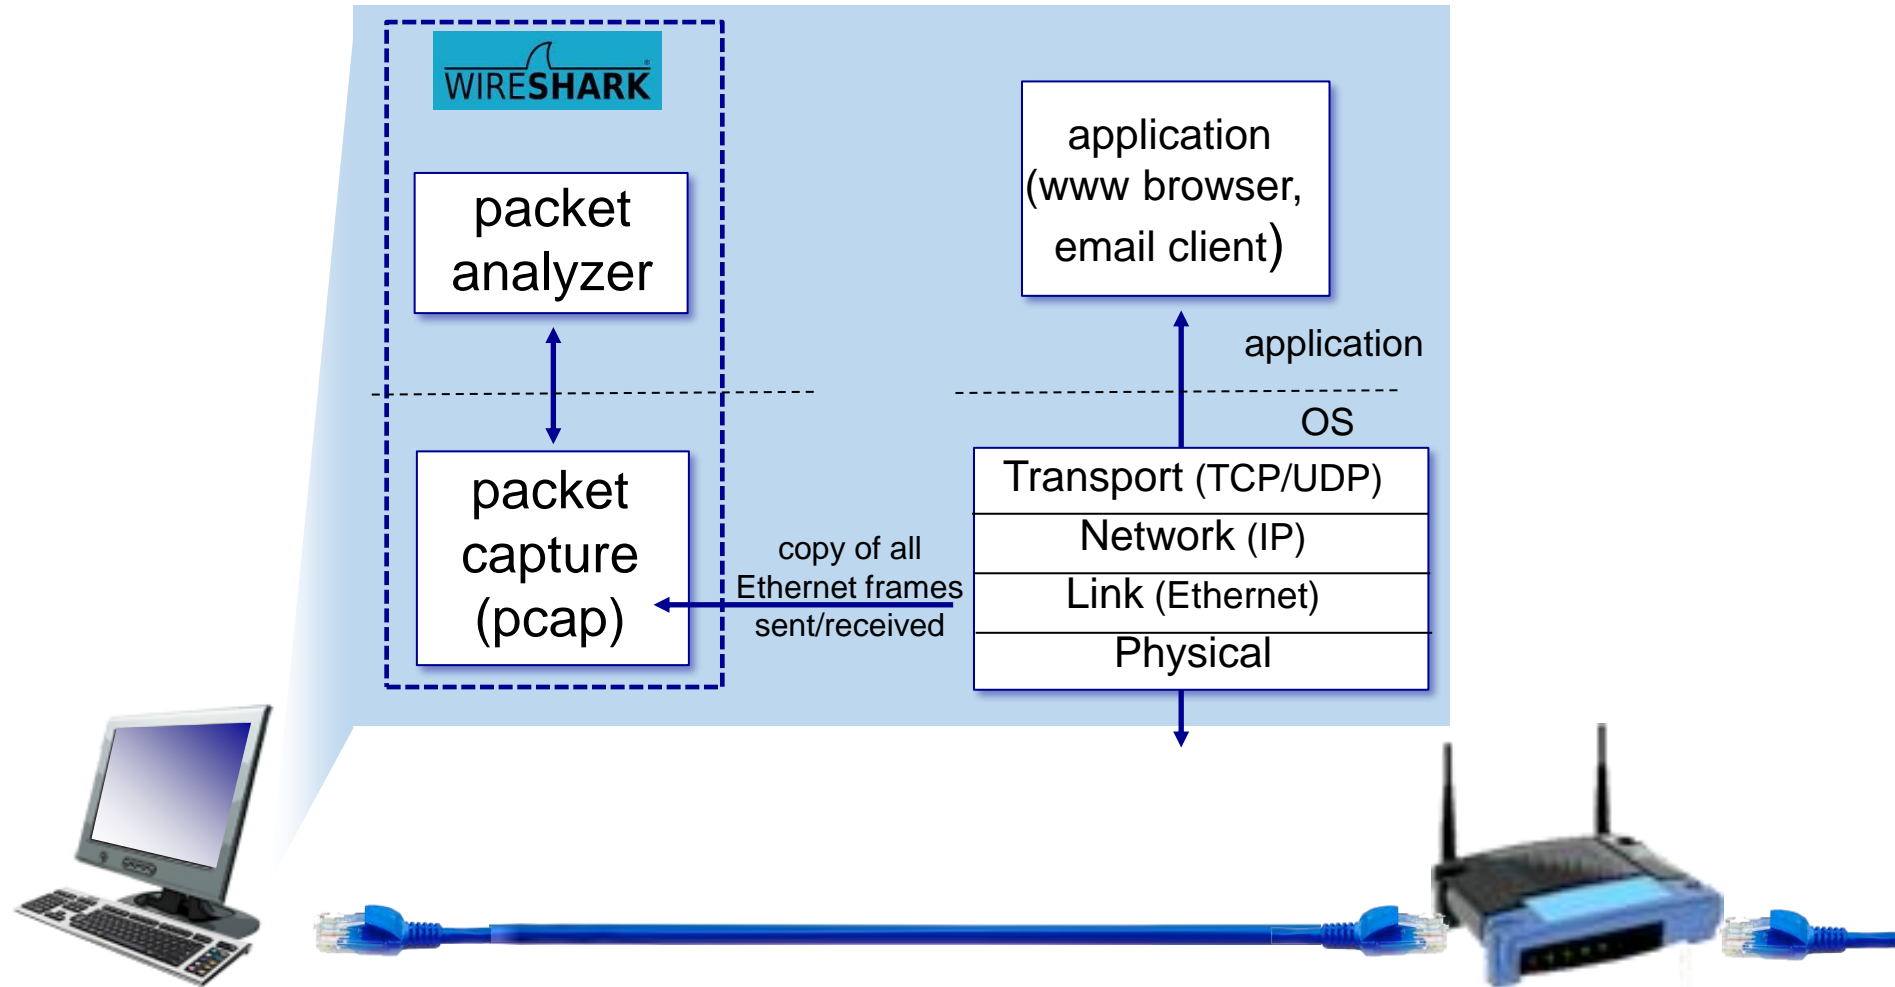 WIRESHARK
®
packet
analyzer
packet
capture
(pcap)
copy of all
Ethernet frames
sent/received
application
(www browser,
email client)
application
OS
Transport (TCP/UDP)
Network (IP)
Link (Ethernet)
Physical